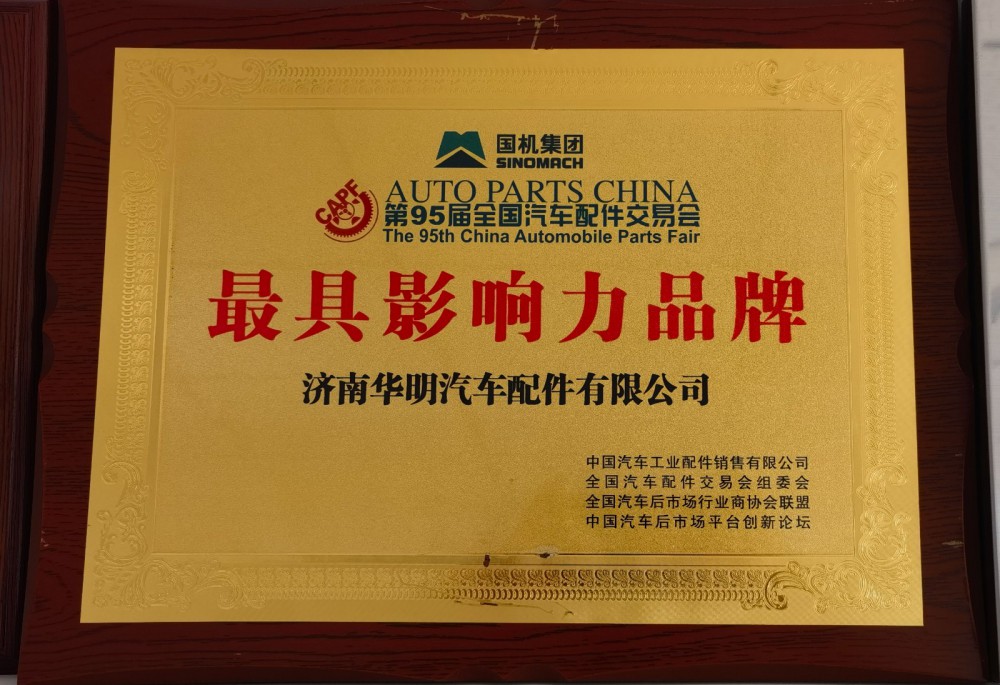 国机集团
SINOMACH
CAPF
AUTO PARTS CHINA
第95届全国汽车配件交易会
The 95th China Automobile Parts Fair
最具影响力品牌
济南华明汽车配件有限公司
中国汽车工业配件销售有限公司
全国汽车配件交易会组委会
全国汽车后市场行业商协会联盟
中国汽车后市场平台创新论坛